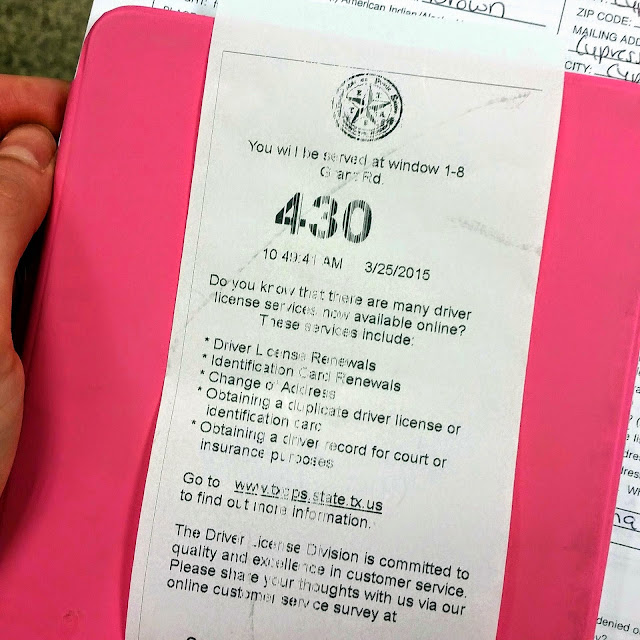 American Indian/Alaska
ZIP CODE:
MAILING ADD
Cypress
CITY:
You will be served at window 1-8
Grant Rd.
430
10:49:41 AM 3/25/2015
Do you know that there are many driver
license services now available online?
These services include:
* Driver License Renewals
* Identification Card Renewals
* Change of Address
* Obtaining a duplicate driver license or
identification card
* Obtaining a driver record for court or
insurance purposes
Go to www.txdps.state.tx.us
to find out more information.
The Driver License Division is committed to
quality and excellence in customer service.
Please share your thoughts with us via our
online customer service survey at
denied o